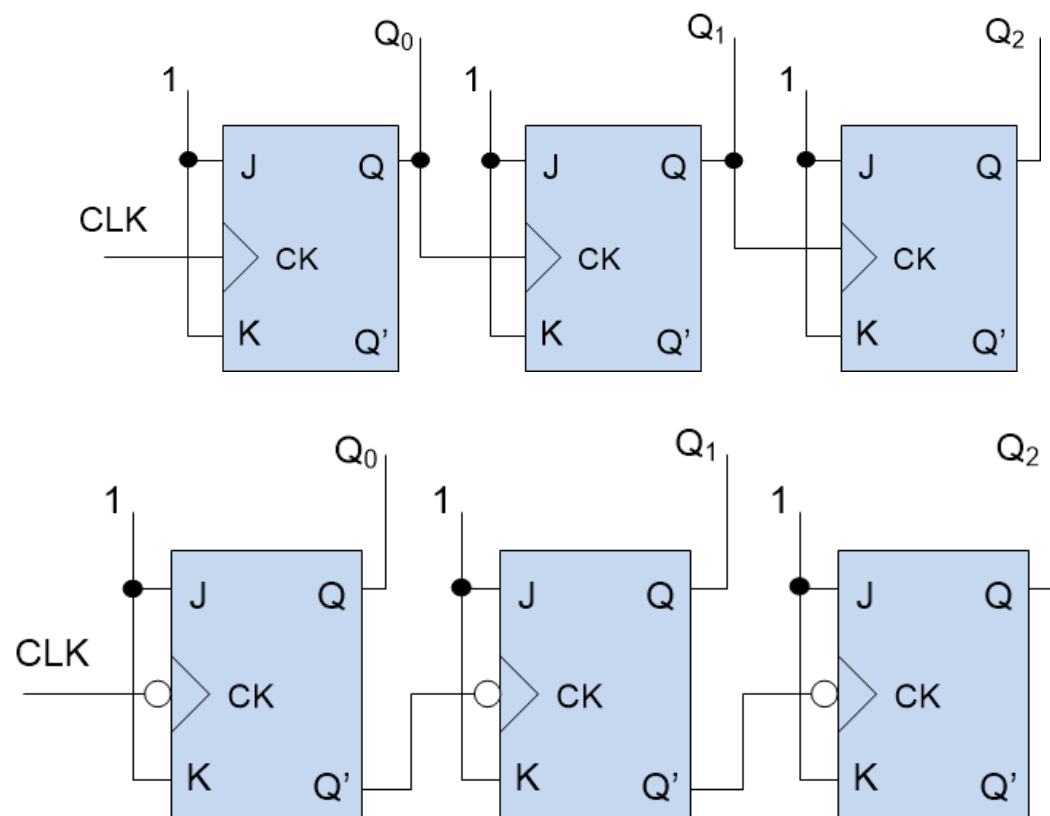 Q₀ Q₁ Q₂
1 1 1
J Q J Q J Q
CLK
CK CK CK
K Q’ K Q’ K Q’
Q₀ Q₁ Q₂
1 1 1
J Q J Q J Q
CLK
CK CK CK
K Q’ K Q’ K Q’